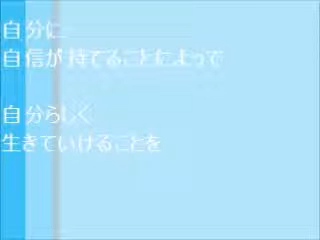 自分に
自信が持てることによって
自分らしく
生きていけることを